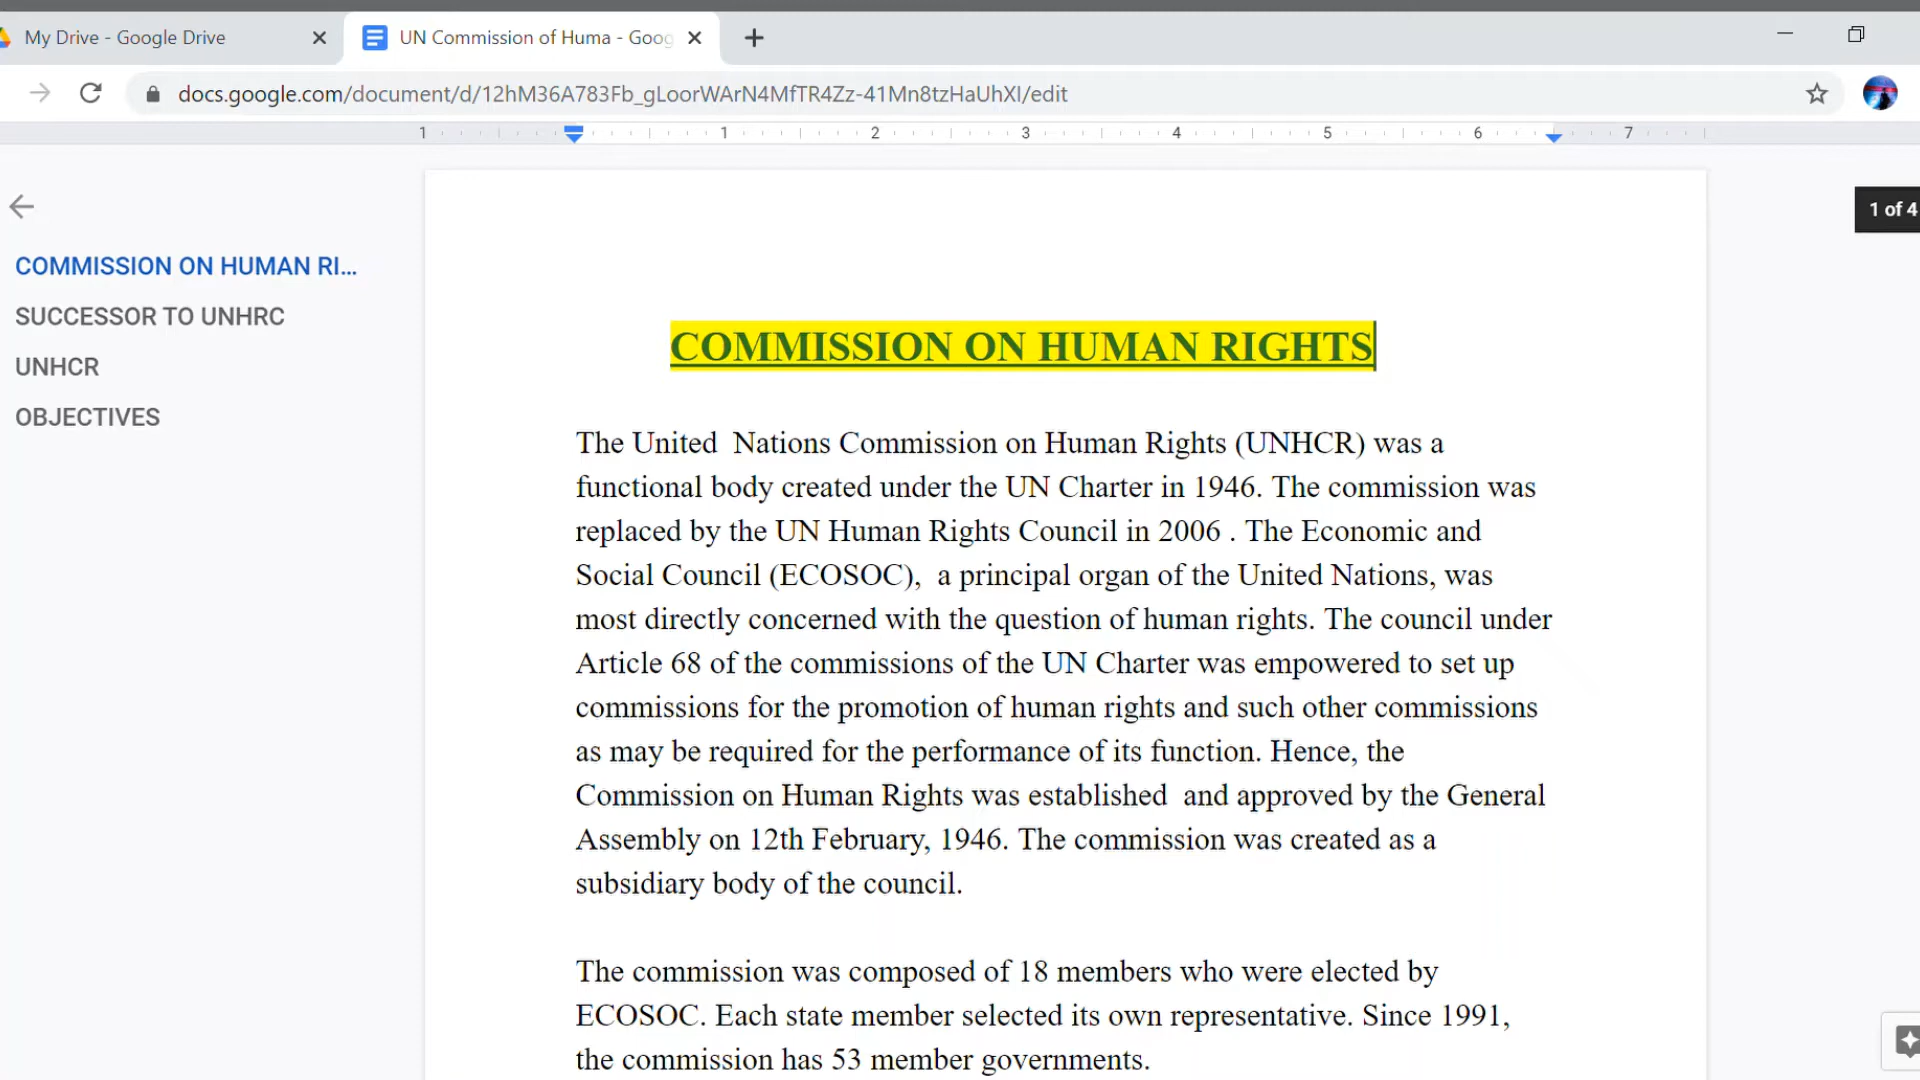 My Drive - Google Drive
UN Commission of Huma - Goog
docs.google.com/document/d/12hM36A783Fb_gLoorWArN4MfTR4Zz-41Mn8tzHaUhXI/edit
1 1 2 3 4 5 6 7
1 of 4
COMMISSION ON HUMAN RI...
SUCCESSOR TO UNHRC
UNHCR
OBJECTIVES
COMMISSION ON HUMAN RIGHTS
The United  Nations Commission on Human Rights (UNHCR) was a
functional body created under the UN Charter in 1946. The commission was
replaced by the UN Human Rights Council in 2006 . The Economic and
Social Council (ECOSOC),  a principal organ of the United Nations, was
most directly concerned with the question of human rights. The council under
Article 68 of the commissions of the UN Charter was empowered to set up
commissions for the promotion of human rights and such other commissions
as may be required for the performance of its function. Hence, the
Commission on Human Rights was established  and approved by the General
Assembly on 12th February, 1946. The commission was created as a
subsidiary body of the council.
The commission was composed of 18 members who were elected by
ECOSOC. Each state member selected its own representative. Since 1991,
the commission has 53 member governments.